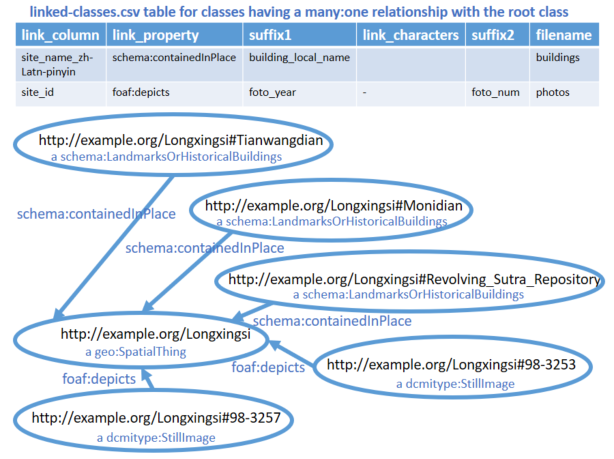 linked-classes.csv table for classes having a many:one relationship with the root class
link_column link_property suffix1 link_characters suffix2 filename
site_name_zh-
Latn-pinyin schema:containedInPlace building_local_name buildings
site_id foaf:depicts foto_year - foto_num photos
http://example.org/Longxingsi#Tianwangdian
a schema:LandmarksOrHistoricalBuildings
http://example.org/Longxingsi#Monidian
a schema:LandmarksOrHistoricalBuildings
schema:containedInPlace
schema:containedInPlace
http://example.org/Longxingsi#Revolving_Sutra_Repository
a schema:LandmarksOrHistoricalBuildings
schema:containedInPlace
http://example.org/Longxingsi
a geo:SpatialThing
foaf:depicts
http://example.org/Longxingsi#98-3253
a dcmitype:StillImage
foaf:depicts
http://example.org/Longxingsi#98-3257
a dcmitype:StillImage